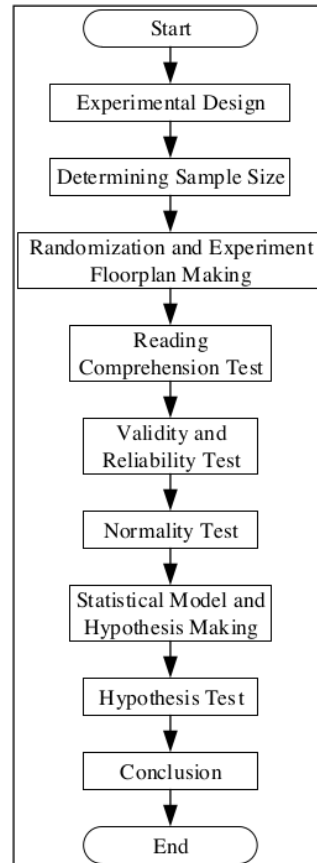 Start
Experimental Design
Determining Sample Size
Randomization and Experiment
Floorplan Making
Reading
Comprehension Test
Validity and
Reliability Test
Normality Test
Statistical Model and
Hypothesis Making
Hypothesis Test
Conclusion
End